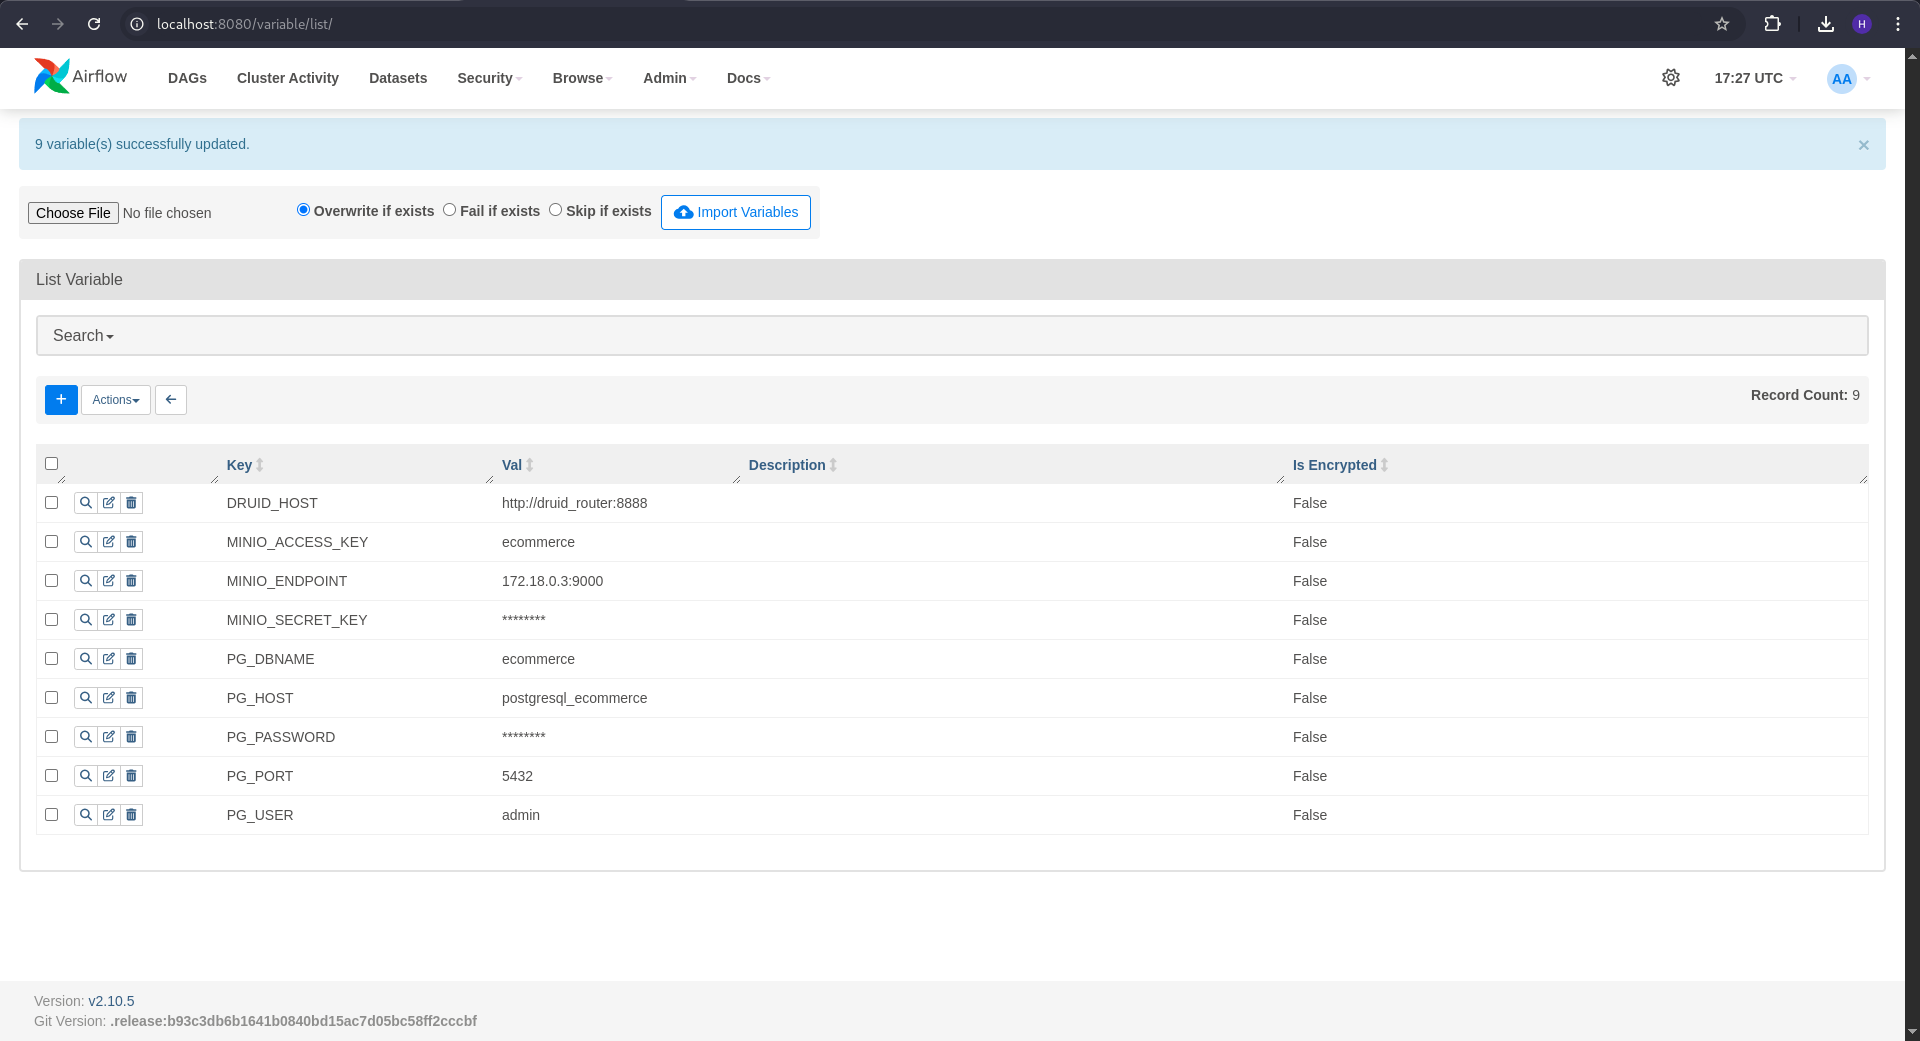 localhost:8080/variable/list/
H
Airflow DAGs Cluster Activity Datasets Security Browse Admin Docs 17:27 UTC AA
9 variable(s) successfully updated. ×
Choose File No file chosen Overwrite if exists Fail if exists Skip if exists Import Variables
List Variable
Search
+ Actions Record Count: 9
Key Val Description Is Encrypted
DRUID_HOST http://druid_router:8888 False
MINIO_ACCESS_KEY ecommerce False
MINIO_ENDPOINT 172.18.0.3:9000 False
MINIO_SECRET_KEY ******** False
PG_DBNAME ecommerce False
PG_HOST postgresql_ecommerce False
PG_PASSWORD ******** False
PG_PORT 5432 False
PG_USER admin False
Version: v2.10.5
Git Version: .release:b93c3db6b1641b0840bd15ac7d05bc58ff2cccbf